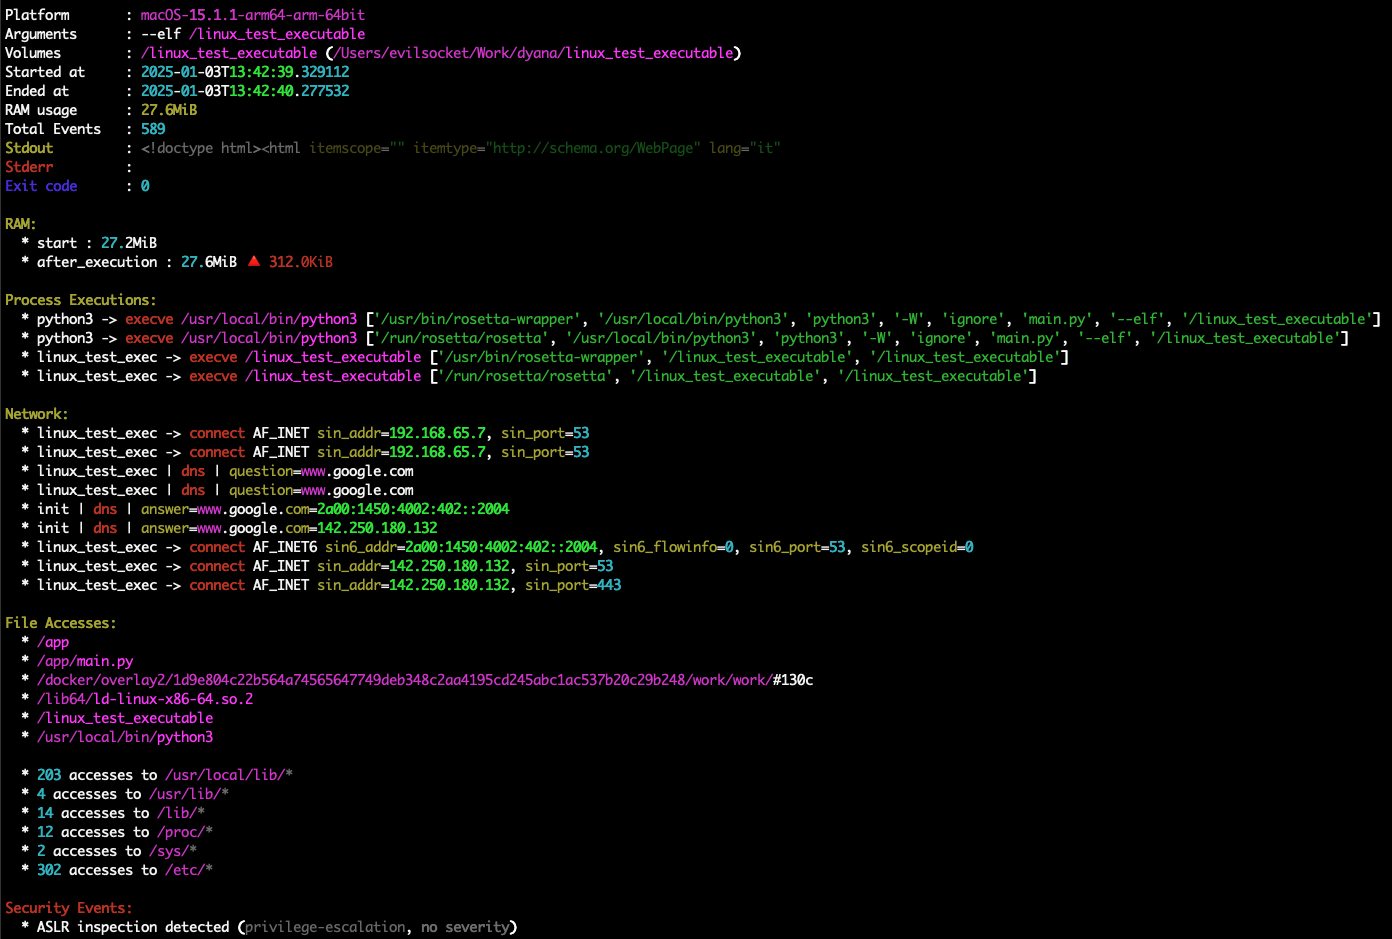 Platform : macOS-15.1.1-arm64-arm-64bit
Arguments : --elf /linux_test_executable
Volumes : /linux_test_executable (/Users/evilsocket/Work/dyana/linux_test_executable)
Started at : 2025-01-03T13:42:39.329112
Ended at : 2025-01-03T13:42:40.277532
RAM usage : 27.6MiB
Total Events : 589
Stdout : <!doctype html><html itemscope="" itemtype="http://schema.org/WebPage" lang="it"
Stderr :
Exit code : 0
RAM:
* start : 27.2MiB
* after_execution : 27.6MiB 🔺 312.0KiB
Process Executions:
* python3 -> execve /usr/local/bin/python3 ['/usr/bin/rosetta-wrapper', '/usr/local/bin/python3', 'python3', '-W', 'ignore', 'main.py', '--elf', '/linux_test_executable']
* python3 -> execve /usr/local/bin/python3 ['/run/rosetta/rosetta', '/usr/local/bin/python3', 'python3', '-W', 'ignore', 'main.py', '--elf', '/linux_test_executable']
* linux_test_exec -> execve /linux_test_executable ['/usr/bin/rosetta-wrapper', '/linux_test_executable', '/linux_test_executable']
* linux_test_exec -> execve /linux_test_executable ['/run/rosetta/rosetta', '/linux_test_executable', '/linux_test_executable']
Network:
* linux_test_exec -> connect AF_INET sin_addr=192.168.65.7, sin_port=53
* linux_test_exec -> connect AF_INET sin_addr=192.168.65.7, sin_port=53
* linux_test_exec | dns | question=www.google.com
* linux_test_exec | dns | question=www.google.com
* init | dns | answer=www.google.com=2a00:1450:4002:402::2004
* init | dns | answer=www.google.com=142.250.180.132
* linux_test_exec -> connect AF_INET6 sin6_addr=2a00:1450:4002:402::2004, sin6_flowinfo=0, sin6_port=53, sin6_scopeid=0
* linux_test_exec -> connect AF_INET sin_addr=142.250.180.132, sin_port=53
* linux_test_exec -> connect AF_INET sin_addr=142.250.180.132, sin_port=443
File Accesses:
* /app
* /app/main.py
* /docker/overlay2/1d9e804c22b564a74565647749deb348c2aa4195cd245abc1ac537b20c29b248/work/work/#130c
* /lib64/ld-linux-x86-64.so.2
* /linux_test_executable
* /usr/local/bin/python3
* 203 accesses to /usr/local/lib/*
* 4 accesses to /usr/lib/*
* 14 accesses to /lib/*
* 12 accesses to /proc/*
* 2 accesses to /sys/*
* 302 accesses to /etc/*
Security Events:
* ASLR inspection detected (privilege-escalation, no severity)